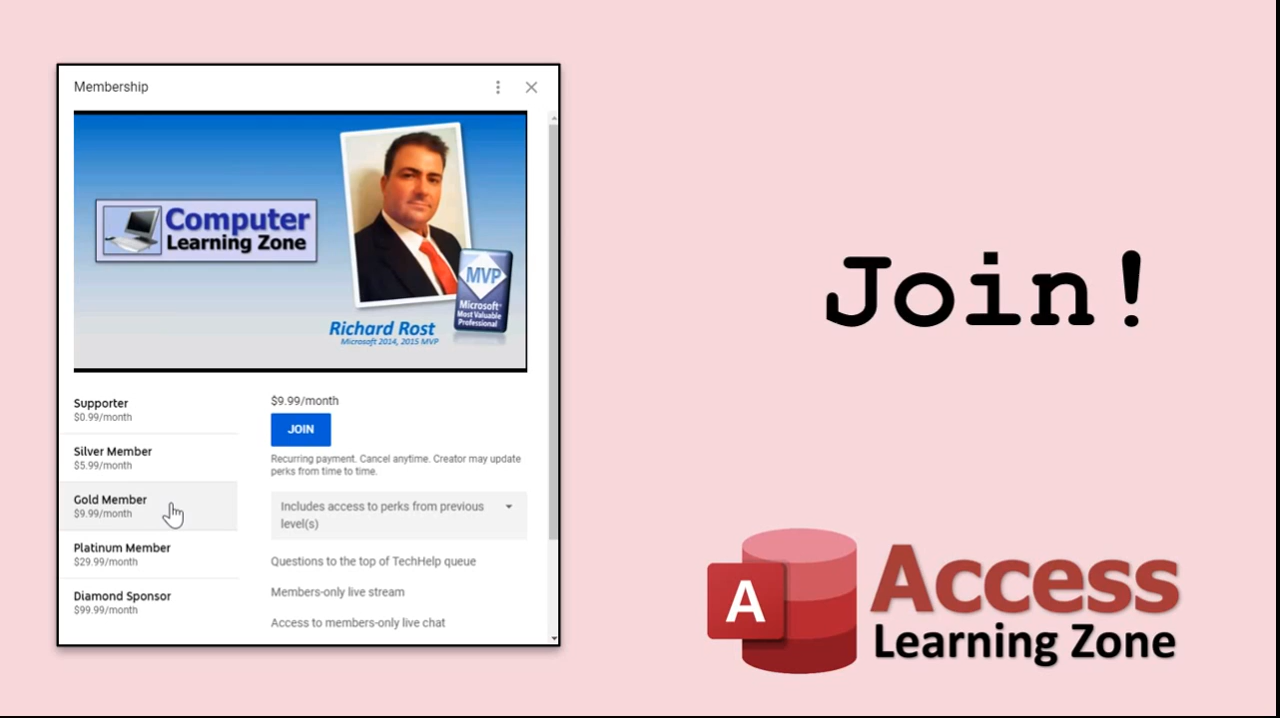 Membership
Computer
Learning Zone
MVP
Microsoft®
Most Valuable
Professional
Richard Rost
Microsoft 2014, 2015 MVP
Supporter
$0.99/month
Silver Member
$5.99/month
Gold Member
$9.99/month
Platinum Member
$29.99/month
Diamond Sponsor
$99.99/month
$9.99/month
JOIN
Recurring payment. Cancel anytime. Creator may update
perks from time to time.
Includes access to perks from previous
level(s)
Questions to the top of TechHelp queue
Members-only live stream
Access to members-only live chat
Join!
A
Access
Learning Zone